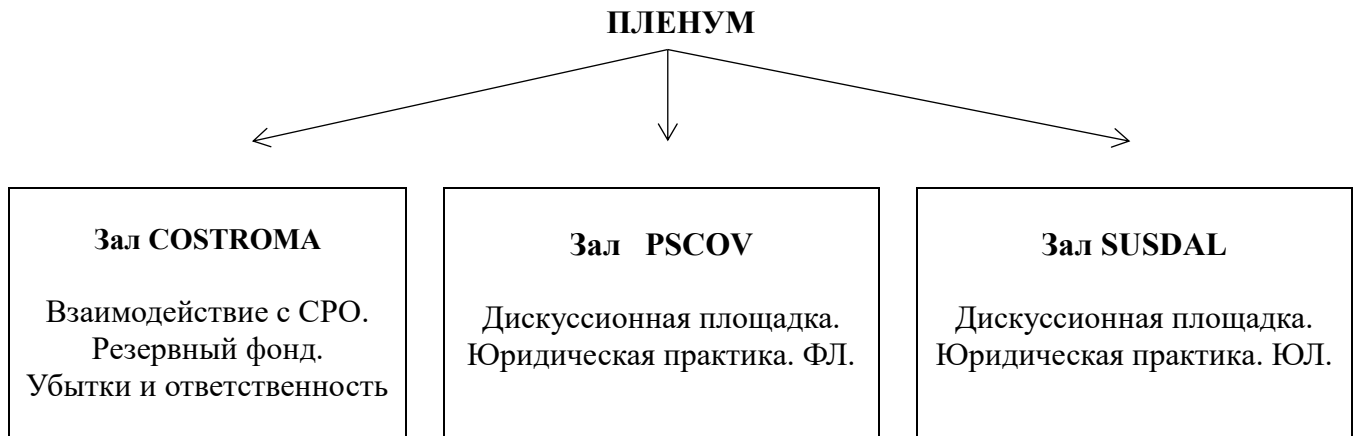 ПЛЕНУМ
Зал COSTROMA
Взаимодействие с СРО.
Резервный фонд.
Убытки и ответственность
Зал PSCOV
Дискуссионная площадка.
Юридическая практика. ФЛ.
Зал SUSDAL
Дискуссионная площадка.
Юридическая практика. ЮЛ.